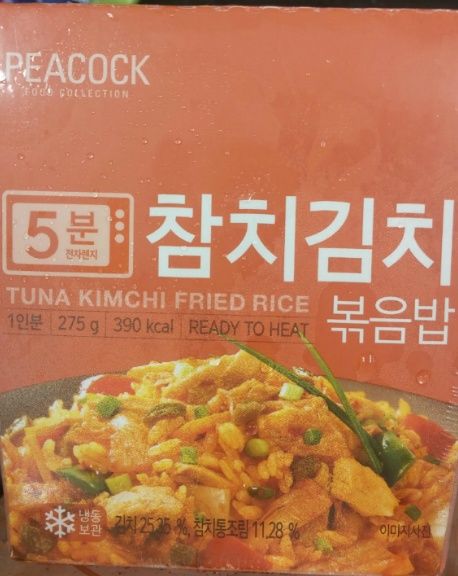 PEACOCK
FOOD COLLECTION
5분
전자렌지
참치김치
TUNA KIMCHI FRIED RICE
볶음밥
1인분 | 275 g | 390 kcal | READY TO HEAT
냉동
보관
김치 25.35 %, 참치통조림 11.28 %
이미지사진